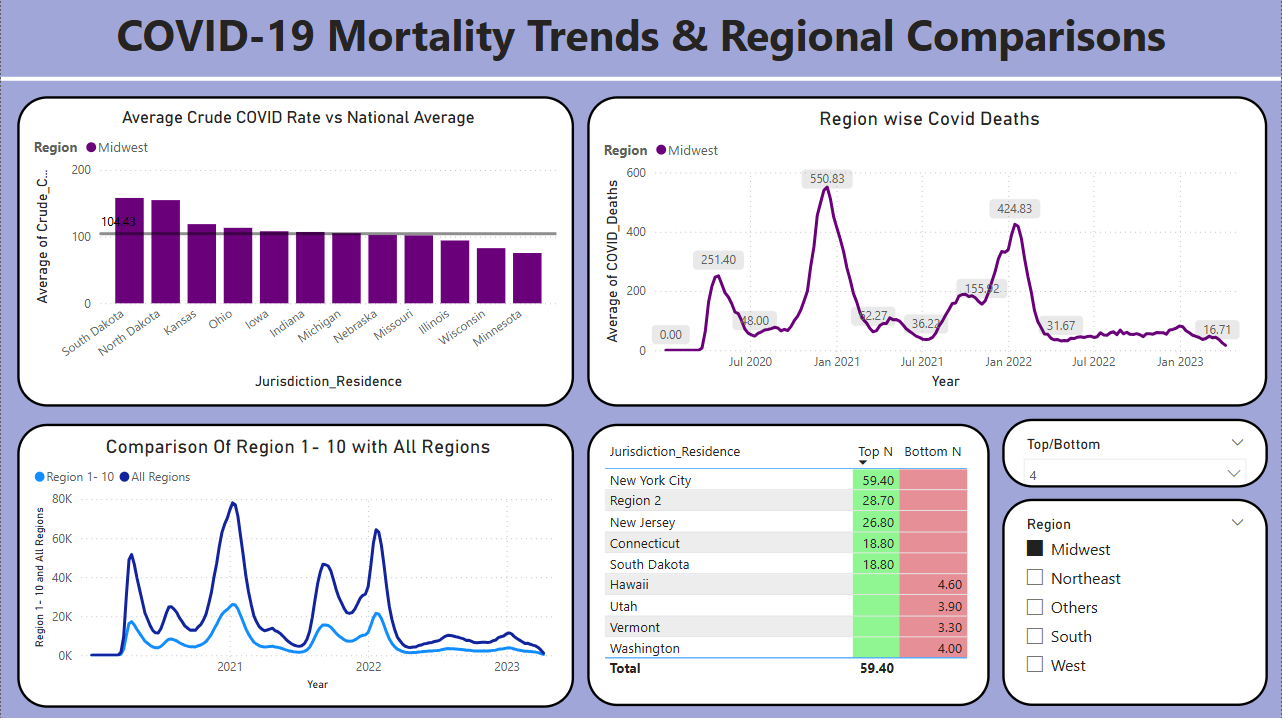 COVID-19 Mortality Trends & Regional Comparisons
Average Crude COVID Rate vs National Average
Region Midwest
Average of Crude_C...
200
100
0
104.43
South Dakota
North Dakota
Kansas
Ohio
Iowa
Indiana
Michigan
Nebraska
Missouri
Illinois
Wisconsin
Minnesota
Jurisdiction_Residence
Region wise Covid Deaths
Region Midwest
Average of COVID_Deaths
600
400
200
0
0.00
251.40
48.00
550.83
62.27
36.22
155.92
424.83
31.67
16.71
Jul 2020
Jan 2021
Jul 2021
Jan 2022
Jul 2022
Jan 2023
Year
Comparison Of Region 1- 10 with All Regions
Region 1- 10 All Regions
Region 1- 10 and All Regions
80K
60K
40K
20K
0K
2021
2022
2023
Year
Jurisdiction_Residence Top N Bottom N
New York City 59.40
Region 2 28.70
New Jersey 26.80
Connecticut 18.80
South Dakota 18.80
Hawaii 4.60
Utah 3.90
Vermont 3.30
Washington 4.00
Total 59.40
Top/Bottom
4
Region
Midwest
Northeast
Others
South
West